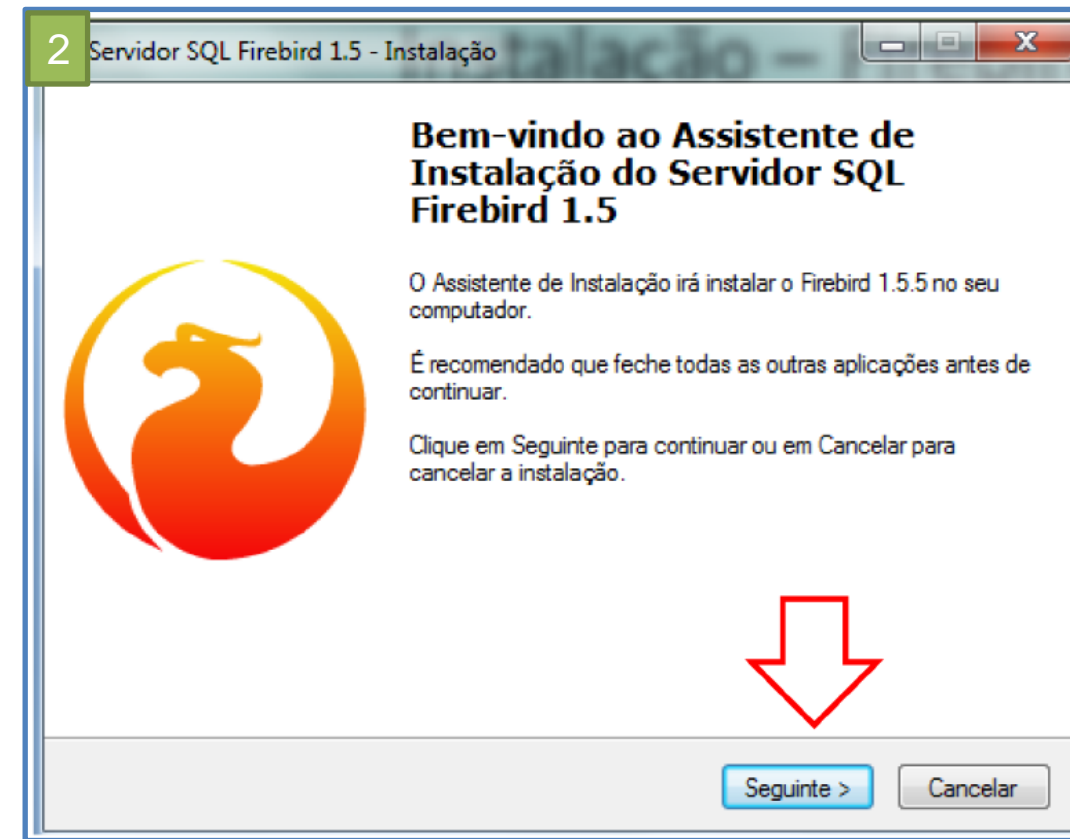 2
Servidor SQL Firebird 1.5 - Instalação
Bem-vindo ao Assistente de
Instalação do Servidor SQL
Firebird 1.5
O Assistente de Instalação irá instalar o Firebird 1.5.5 no seu
computador.
É recomendado que feche todas as outras aplicações antes de
continuar.
Clique em Seguinte para continuar ou em Cancelar para
cancelar a instalação.
Seguinte >
Cancelar